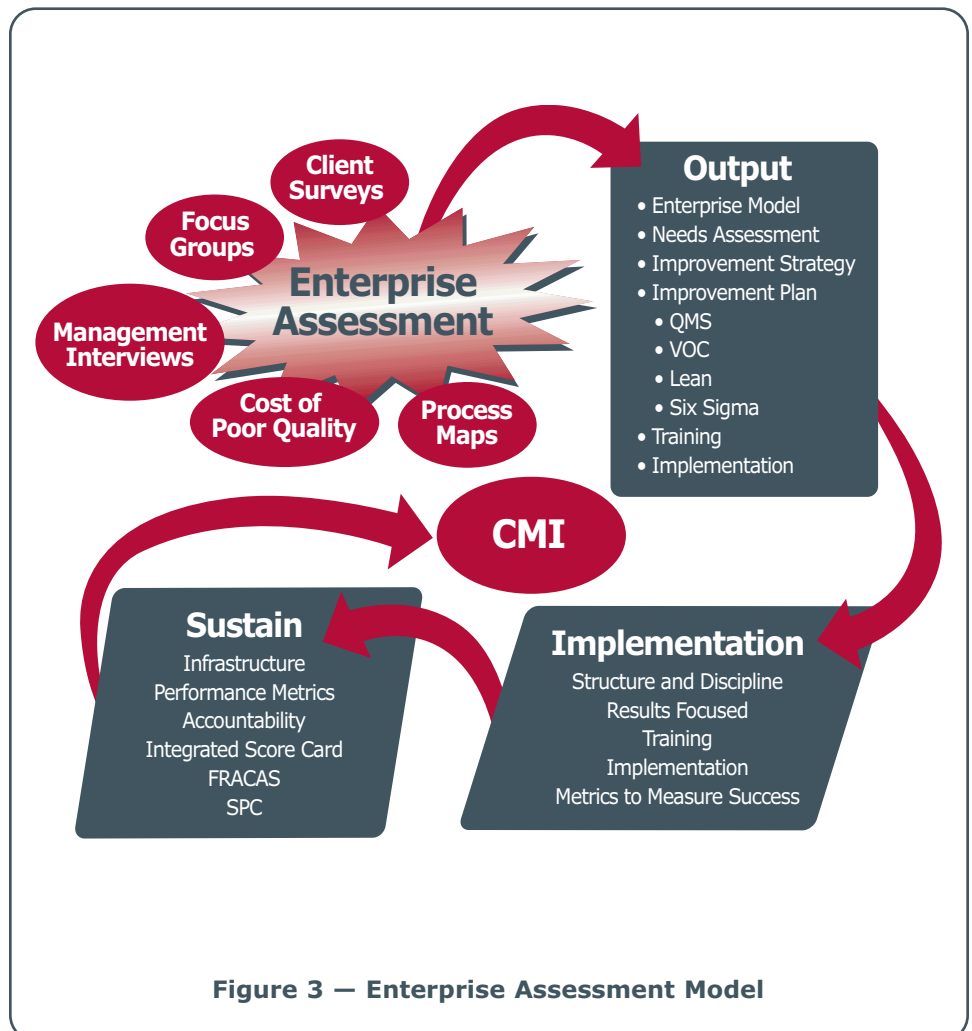 Client
Surveys
Focus
Groups
Management
Interviews
Enterprise
Assessment
Cost of
Poor Quality
Process
Maps
Output
• Enterprise Model
• Needs Assessment
• Improvement Strategy
• Improvement Plan
• QMS
• VOC
• Lean
• Six Sigma
• Training
• Implementation
CMI
Sustain
Infrastructure
Performance Metrics
Accountability
Integrated Score Card
FRACAS
SPC
Implementation
Structure and Discipline
Results Focused
Training
Implementation
Metrics to Measure Success
Figure 3 — Enterprise Assessment Model